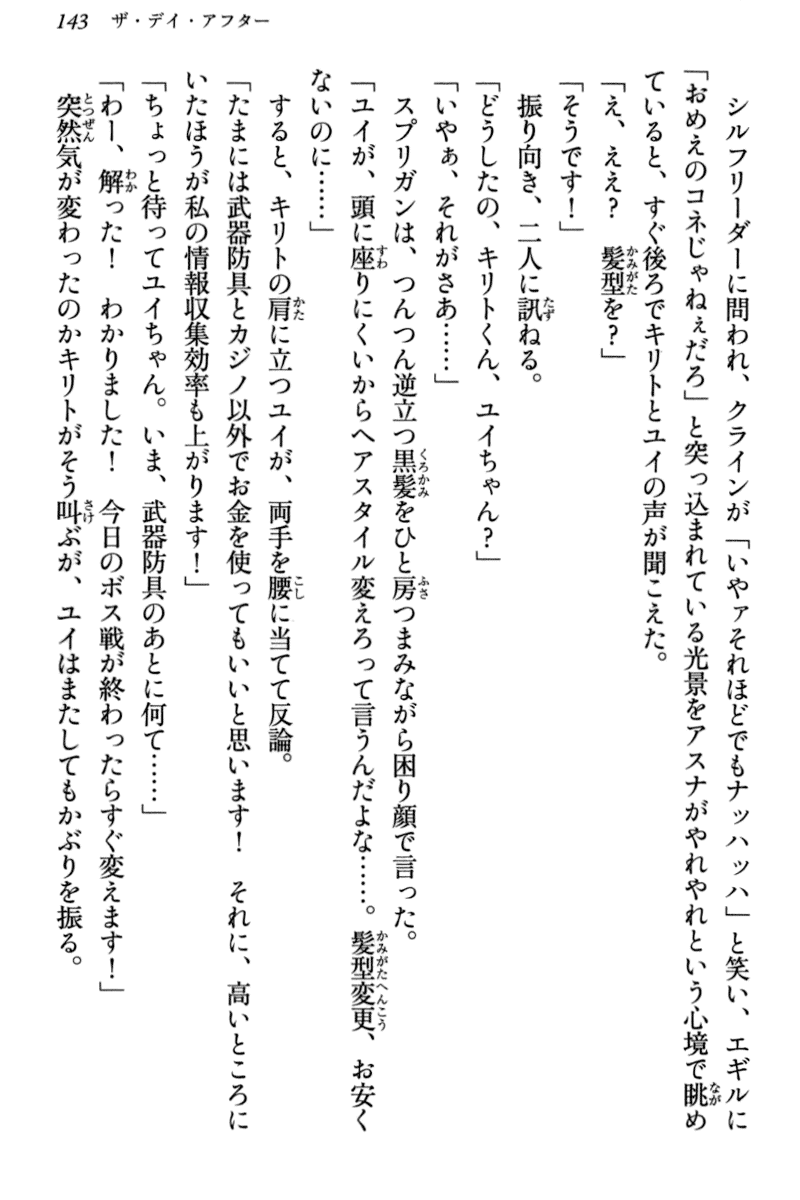 143　ザ・デイ・アフター
　シルフリーダーに問われ、クラインが「いやァそれほどでもナッハッハ」と笑い、エギルに
「おめえのコネじゃねぇだろ」と突っ込まれている光景をアスナがやれやれという心境で眺め
ていると、すぐ後ろでキリトとユイの声が聞こえた。
「え、ええ？　髪型を？」
「そうです！」
　振り向き、二人に訊ねる。
「どうしたの、キリトくん、ユイちゃん？」
「いやぁ、それがさあ……」
　スプリガンは、つんつん逆立つ黒髪をひと房つまみながら困り顔で言った。
「ユイが、頭に座りにくいからヘアスタイル変えろって言うんだよな……。髪型変更、お安く
ないのに……」
　すると、キリトの肩に立つユイが、両手を腰に当てて反論。
「たまには武器防具とカジノ以外でお金を使ってもいいと思います！　それに、高いところに
いたほうが私の情報収集効率も上がります！」
「ちょっと待ってユイちゃん。いま、武器防具のあとに何て……」
「わー、解った！　わかりました！　今日のボス戦が終わったらすぐ変えます！」
　突然気が変わったのかキリトがそう叫ぶが、ユイはまたしてもかぶりを振る。